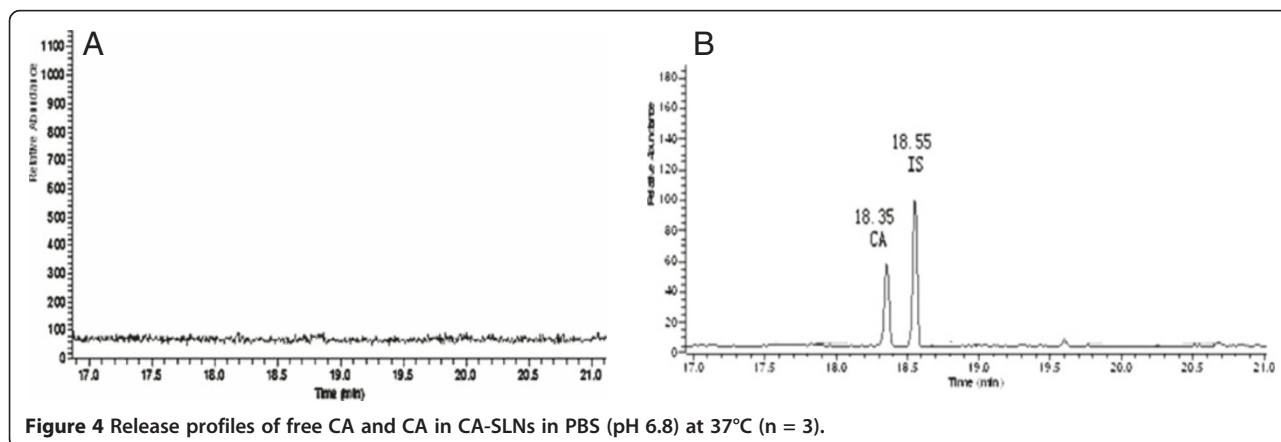 A
Relative Abundance
1100
1000
900
800
700
600
500
400
300
200
100
0
17.0 17.5 18.0 18.5 19.0 19.5 20.0 20.5 21.0
Time (min)
B
Relative Abundance
180
160
140
120
100
80
60
40
20
0
18.55
IS
18.35
CA
17.0 17.5 18.0 18.5 19.0 19.5 20.0 20.5 21.0
Time (min)
Figure 4 Release profiles of free CA and CA in CA-SLNs in PBS (pH 6.8) at 37°C (n = 3).